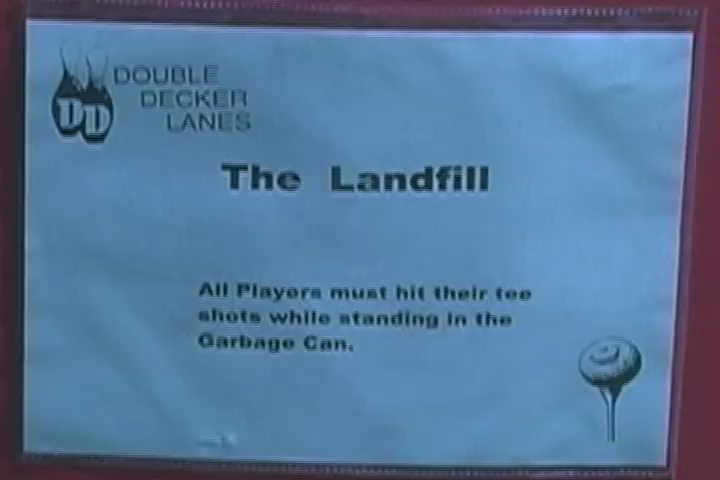 DD
DOUBLE
DECKER
LANES
The Landfill
All Players must hit their tee
shots while standing in the
Garbage Can.